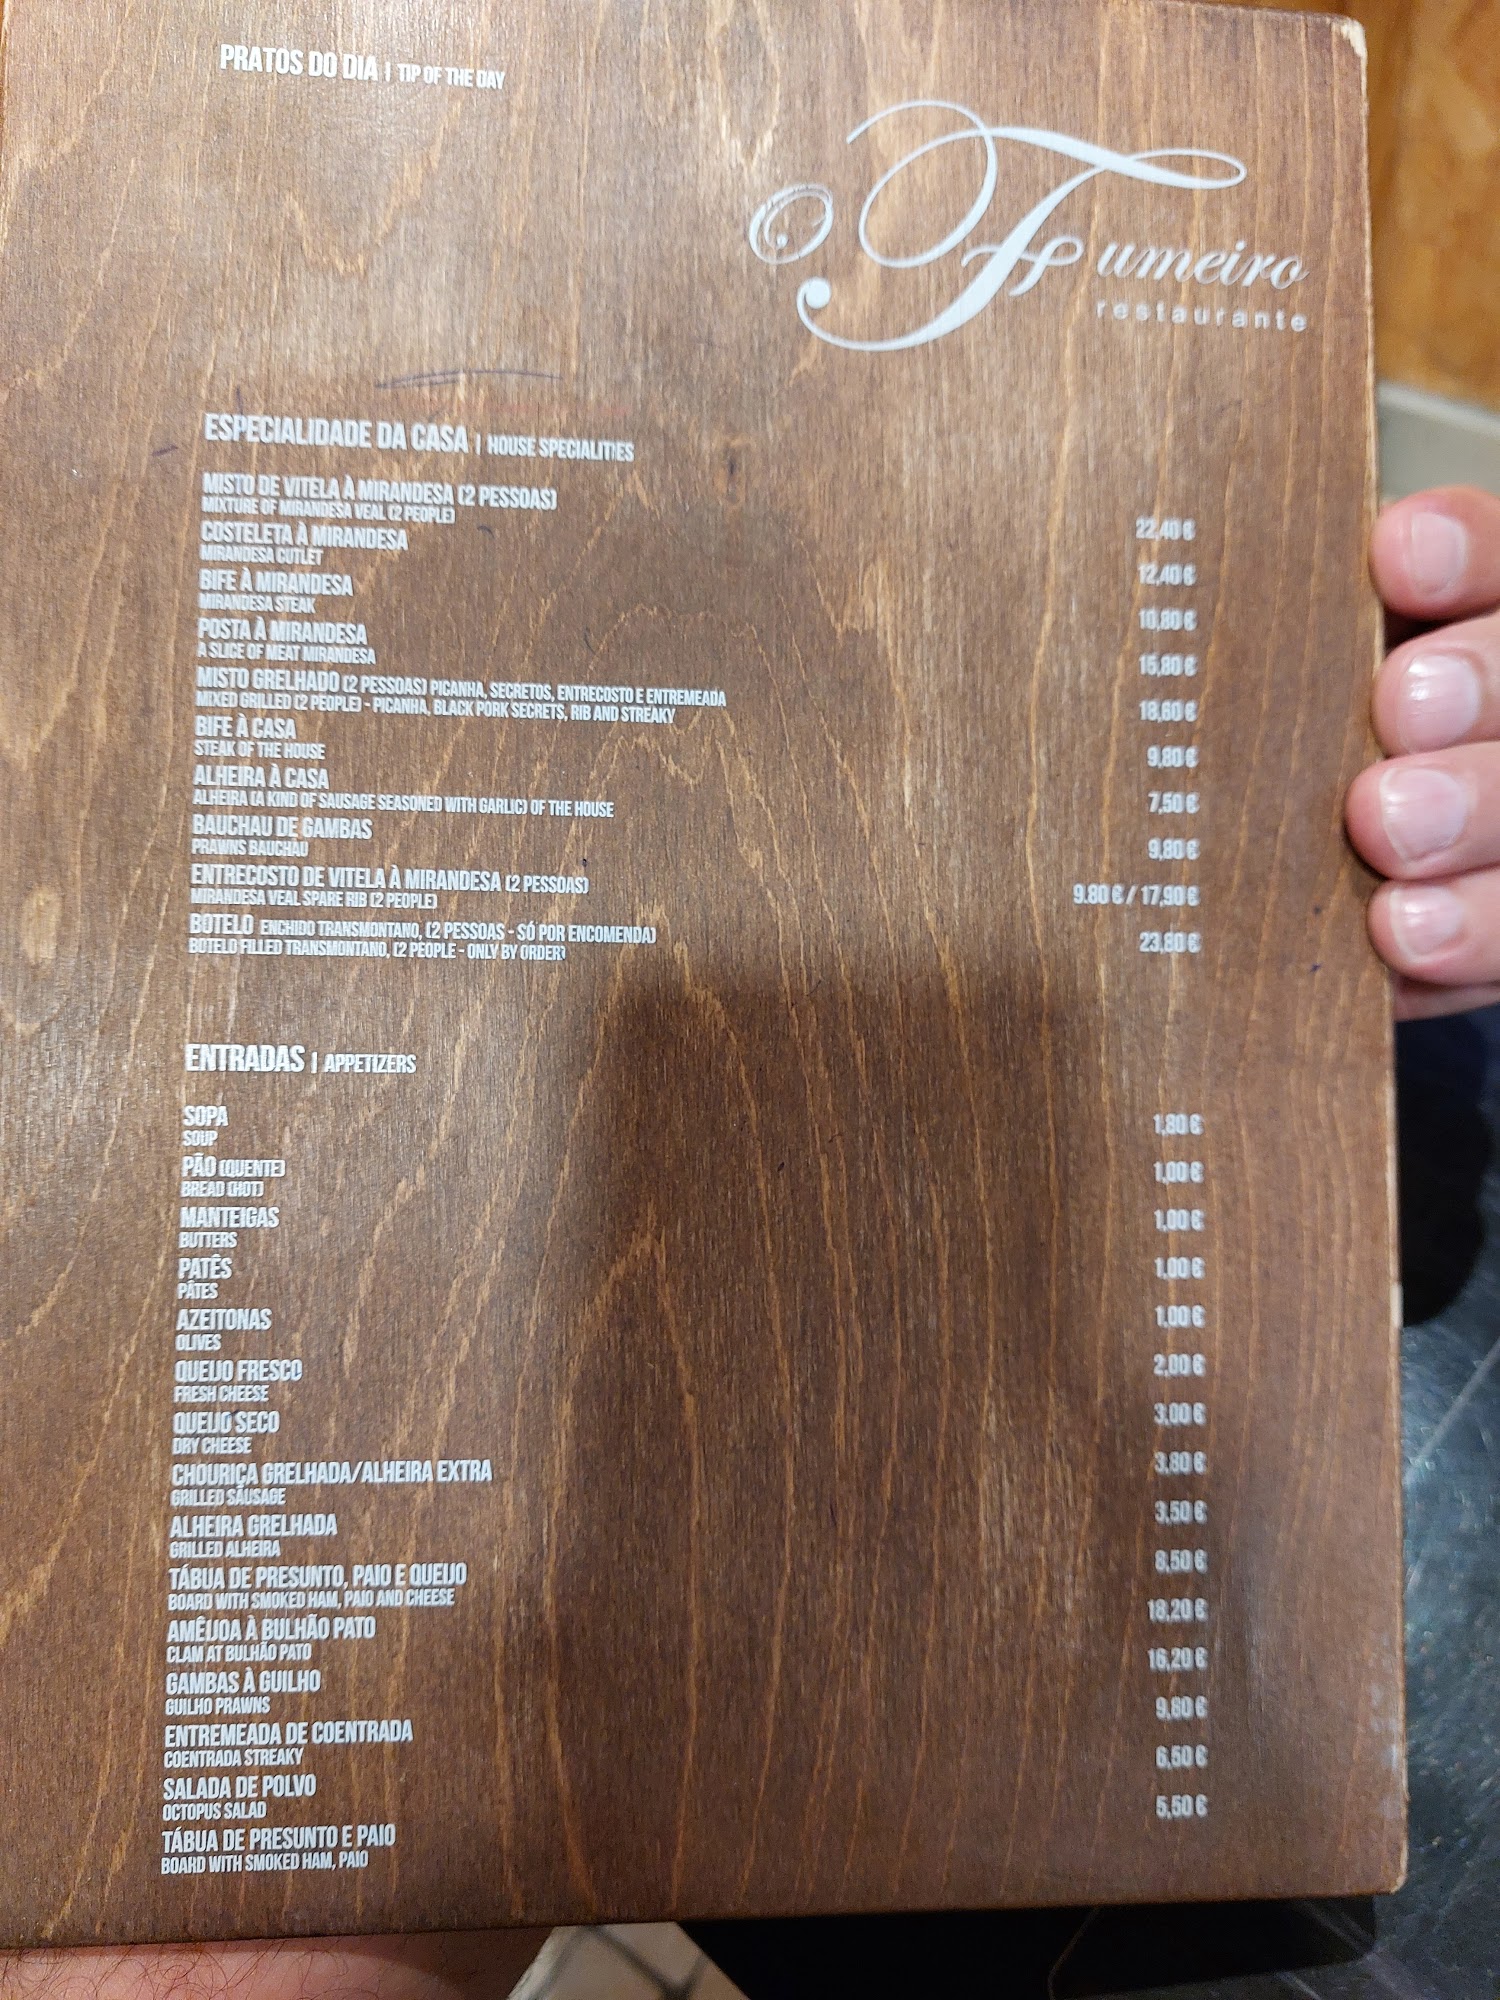 PRATOS DO DIA | TIP OF THE DAY
O Fumeiro
restaurante
ESPECIALIDADE DA CASA | HOUSE SPECIALITIES
MISTO DE VITELA À MIRANDESA (2 PESSOAS)
MIXTURE OF MIRANDESA VEAL (2 PEOPLE) 22,40 €
COSTELETA À MIRANDESA
MIRANDESA CUTLET 12,40 €
BIFE À MIRANDESA
MIRANDESA STEAK 10,80 €
POSTA À MIRANDESA
A SLICE OF MEAT MIRANDESA 15,80 €
MISTO GRELHADO (2 PESSOAS) PICANHA, SECRETOS, ENTRECOSTO E ENTREMEADA
MIXED GRILLED (2 PEOPLE) - PICANHA, BLACK PORK SECRETS, RIB AND STREAKY 18,60 €
BIFE À CASA
STEAK OF THE HOUSE 9,80 €
ALHEIRA À CASA
ALHEIRA (A KIND OF SAUSAGE SEASONED WITH GARLIC) OF THE HOUSE 7,50 €
BAUCHAU DE GAMBAS
PRAWNS BAUCHAU 9,80 €
ENTRECOSTO DE VITELA À MIRANDESA (2 PESSOAS)
MIRANDESA VEAL SPARE RIB (2 PEOPLE) 9.80 € / 17,90 €
BOTELO ENCHIDO TRANSMONTANO, (2 PESSOAS - SÓ POR ENCOMENDA)
BOTELO FILLED TRANSMONTANO, (2 PEOPLE - ONLY BY ORDER) 23,80 €
ENTRADAS | APPETIZERS
SOPA
SOUP 1,80 €
PÃO (QUENTE)
BREAD (HOT) 1,00 €
MANTEIGAS
BUTTERS 1,00 €
PATÊS
PÂTES 1,00 €
AZEITONAS
OLIVES 1,00 €
QUEIJO FRESCO
FRESH CHEESE 2,00 €
QUEIJO SECO
DRY CHEESE 3,00 €
CHOURIÇA GRELHADA/ALHEIRA EXTRA
GRILLED SAUSAGE 3,80 €
ALHEIRA GRELHADA
GRILLED ALHEIRA 3,50 €
TÁBUA DE PRESUNTO, PAIO E QUEIJO
BOARD WITH SMOKED HAM, PAIO AND CHEESE 8,50 €
AMÊIJOA À BULHÃO PATO
CLAM AT BULHÃO PATO 18,20 €
GAMBAS À GUILHO
GUILHO PRAWNS 16,20 €
ENTREMEADA DE COENTRADA
COENTRADA STREAKY 9,80 €
SALADA DE POLVO
OCTOPUS SALAD 6,50 €
TÁBUA DE PRESUNTO E PAIO
BOARD WITH SMOKED HAM, PAIO 5,50 €